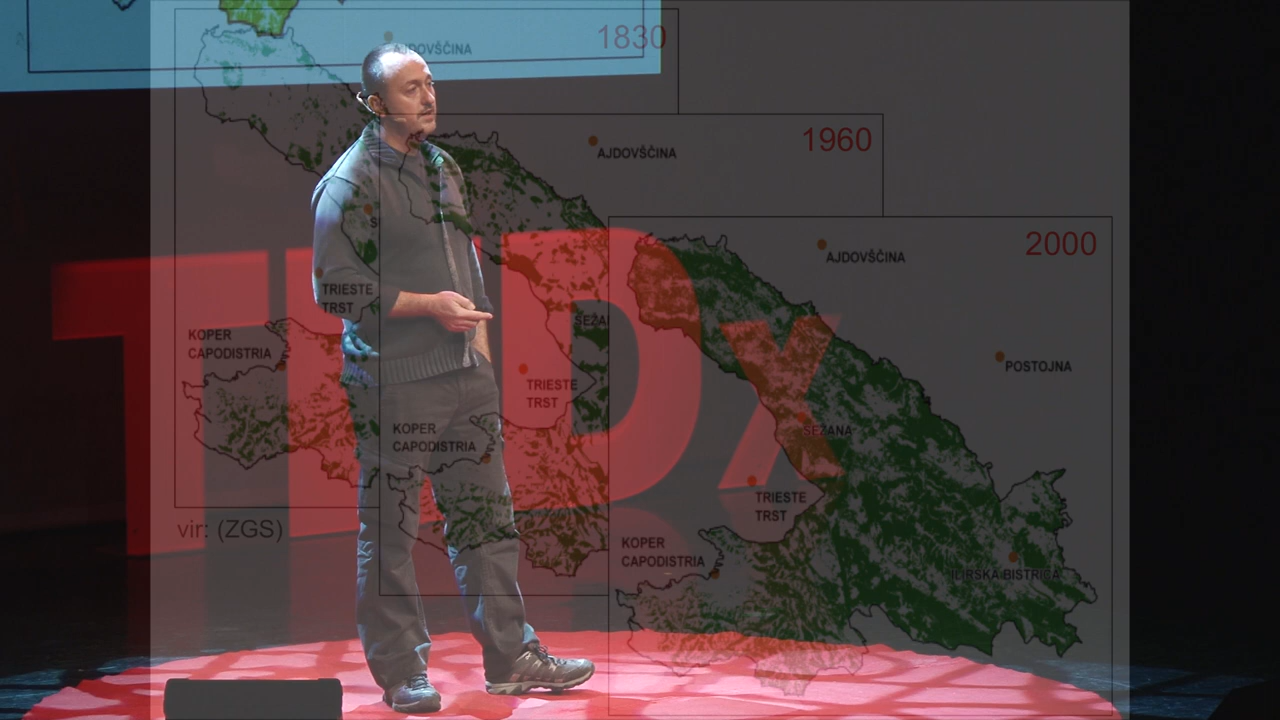 AJDOVŠČINA
1830
1960
AJDOVŠČINA
2000
AJDOVŠČINA
TRIESTE
TRST
KOPER
CAPODISTRIA
TEDx
POSTOJNA
TRIESTE
TRST
SEŽANA
KOPER
CAPODISTRIA
TRIESTE
TRST
vir: (ZGS)
KOPER
CAPODISTRIA
ILIRSKA BISTRICA